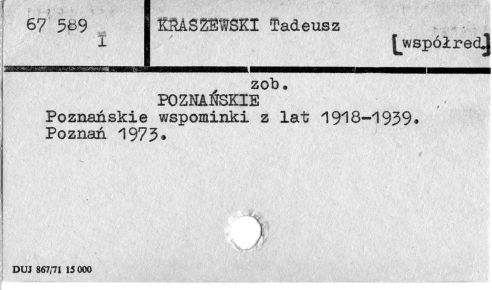 67 589 I
KRASZEWSKI Tadeusz
[współred.]
zob.
POZNAŃSKIE
Poznańskie wspominki z lat 1918-1939.
Poznań 1973.
DUJ 867/71 15 000